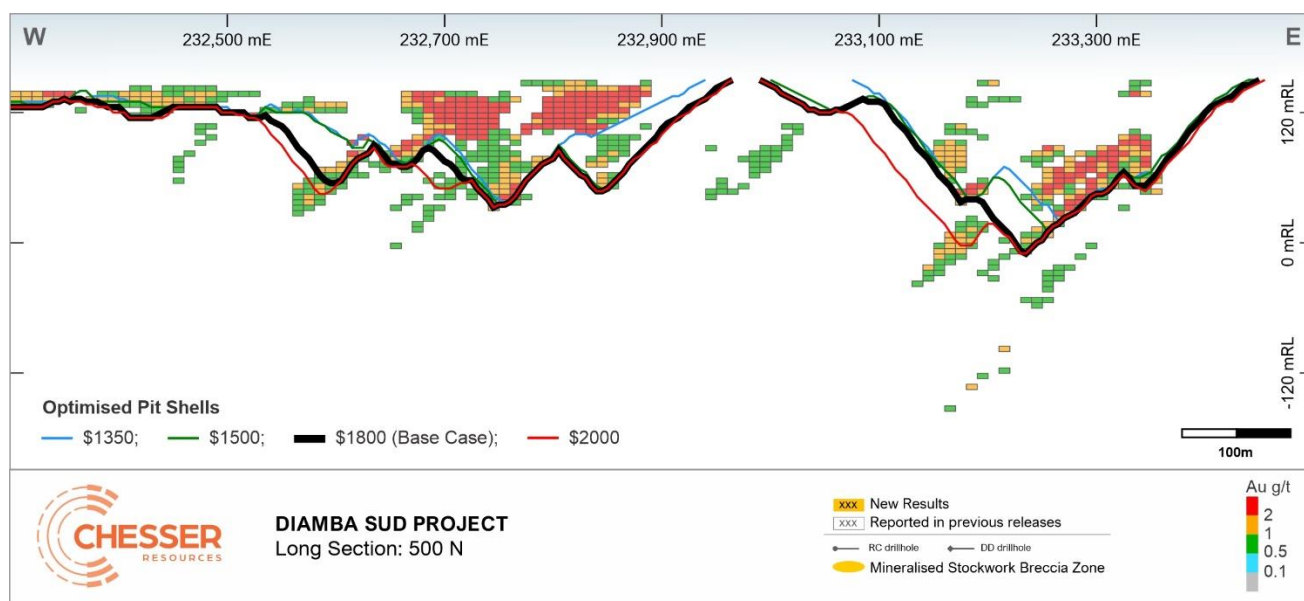 W
232,500 mE
232,700 mE
232,900 mE
233,100 mE
233,300 mE
E
120 mRL
120 mRL
0 mRL
-120 mRL
Optimised Pit Shells
$1350;
$1500;
$1800 (Base Case);
$2000
100m
CHESSER
RESOURCES
DIAMBA SUD PROJECT
Long Section: 500 N
XXX New Results
XXX Reported in previous releases
RC drillhole
DD drillhole
Mineralised Stockwork Breccia Zone
Au g/t
2
1
0.5
0.1